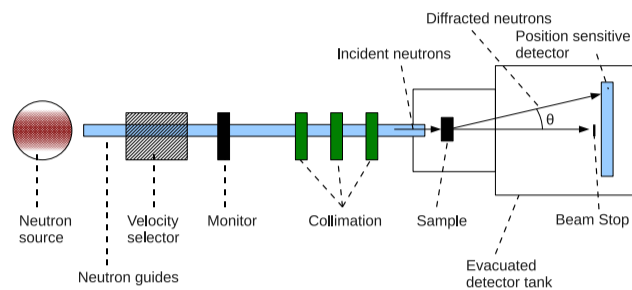 Diffracted neutrons
Position sensitive
detector
Incident neutrons
θ
Neutron
source
Velocity
selector
Monitor
Collimation
Sample
Beam Stop
Neutron guides
Evacuated
detector tank